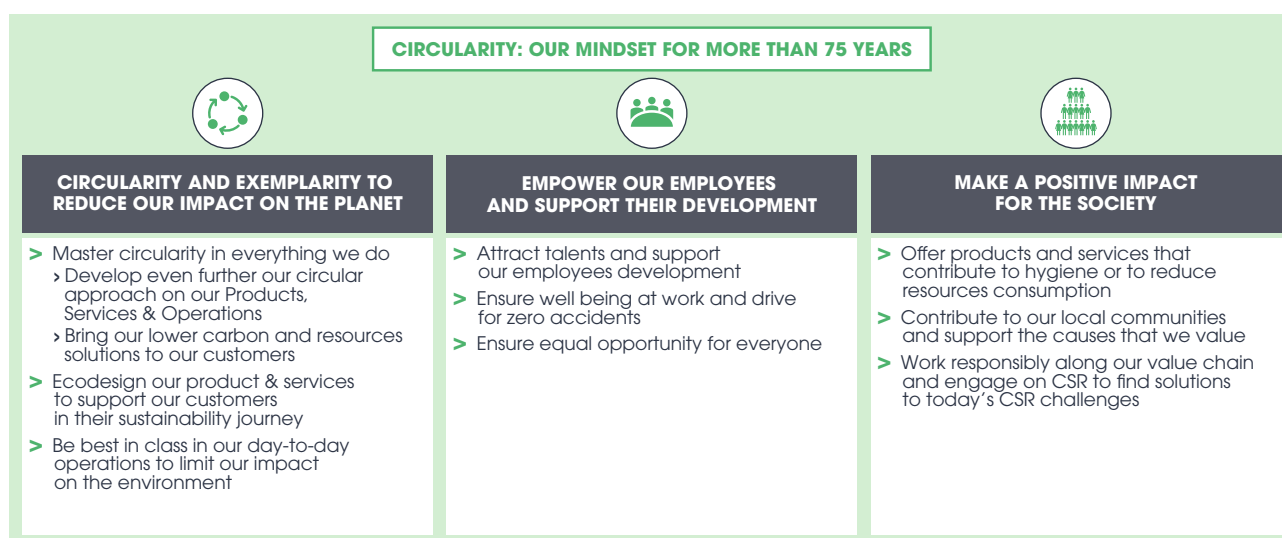 CIRCULARITY: OUR MINDSET FOR MORE THAN 75 YEARS
CIRCULARITY AND EXEMPLARITY TO
REDUCE OUR IMPACT ON THE PLANET
> Master circularity in everything we do
› Develop even further our circular
approach on our Products,
Services & Operations
› Bring our lower carbon and resources
solutions to our customers
> Ecodesign our product & services
to support our customers
in their sustainability journey
> Be best in class in our day-to-day
operations to limit our impact
on the environment
EMPOWER OUR EMPLOYEES
AND SUPPORT THEIR DEVELOPMENT
> Attract talents and support
our employees development
> Ensure well being at work and drive
for zero accidents
> Ensure equal opportunity for everyone
MAKE A POSITIVE IMPACT
FOR THE SOCIETY
> Offer products and services that
contribute to hygiene or to reduce
resources consumption
> Contribute to our local communities
and support the causes that we value
> Work responsibly along our value chain
and engage on CSR to find solutions
to today's CSR challenges